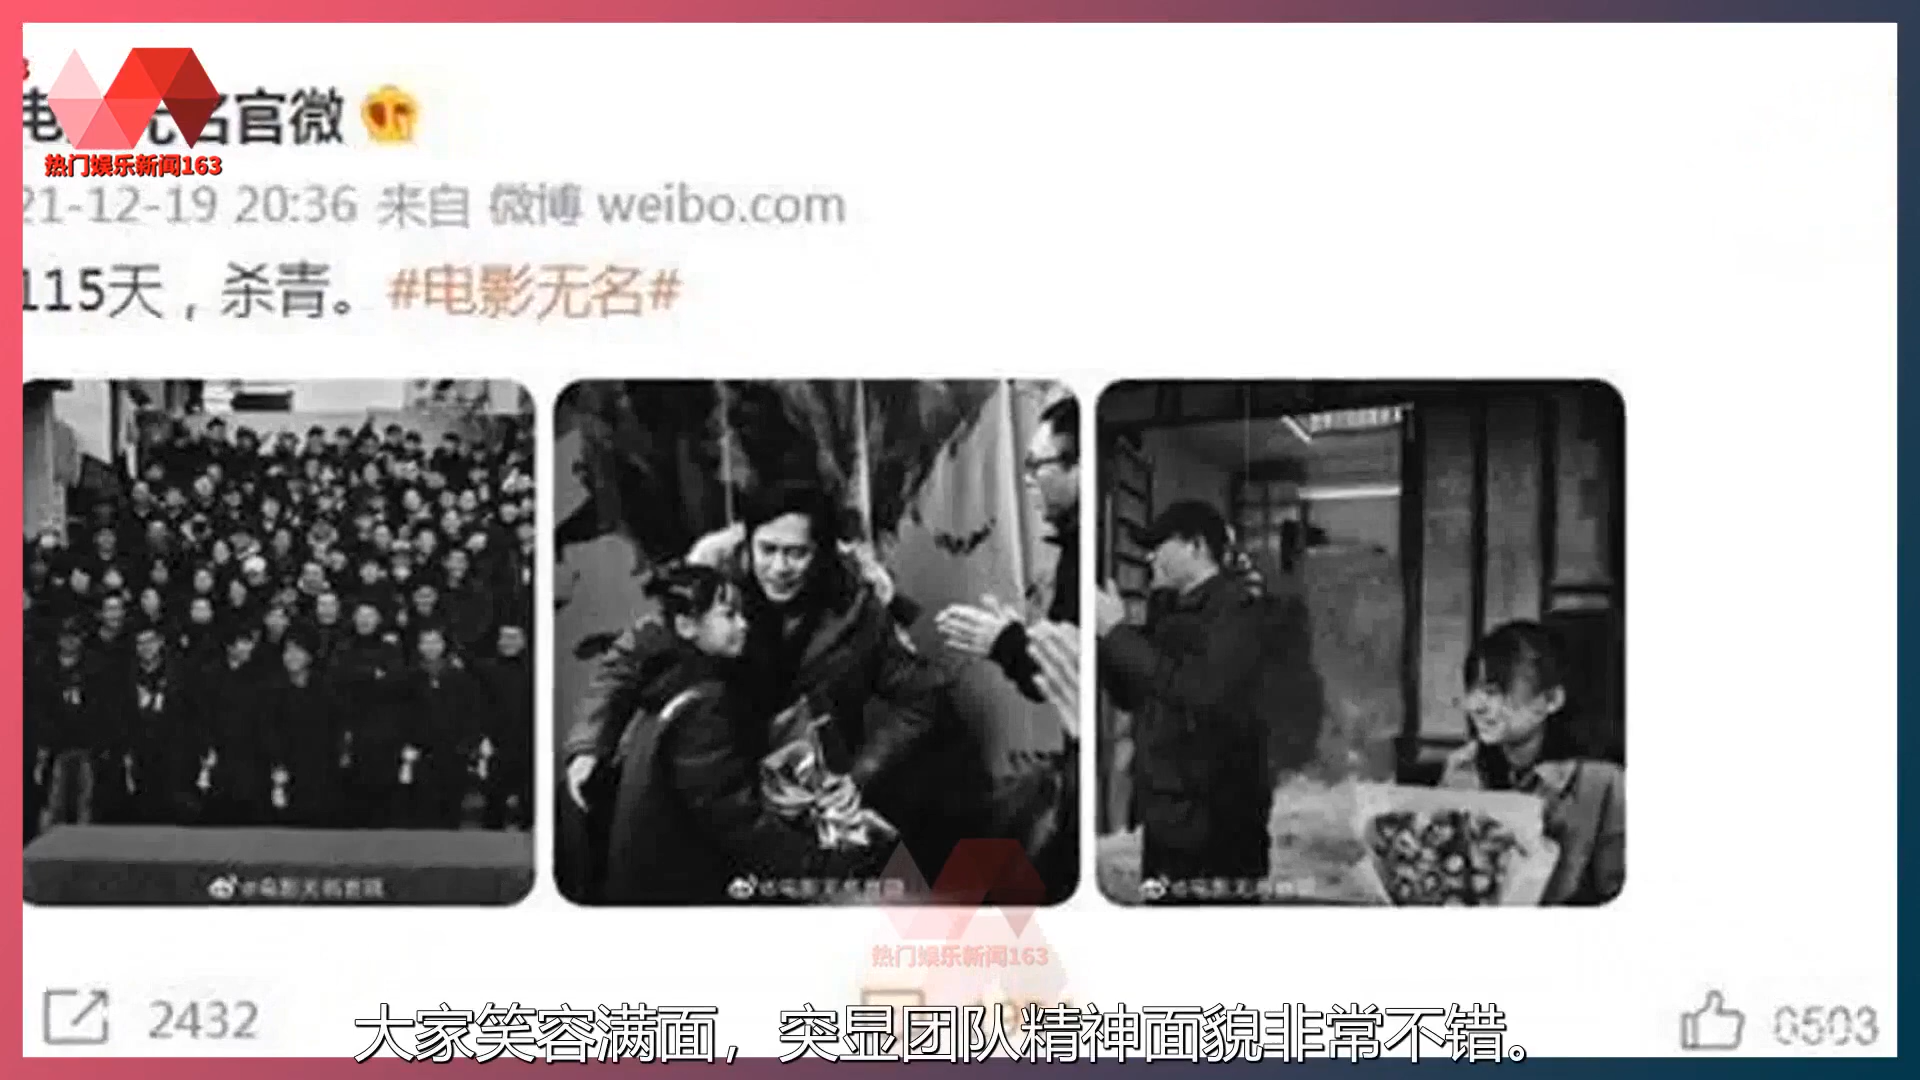 名官微
热门娱乐新闻163
21-12-19 20:36 来自 微博 weibo.com
115天，杀青。#电影无名#
热门娱乐新闻163
2432
大家笑容满面，突显团队精神面貌非常不错。